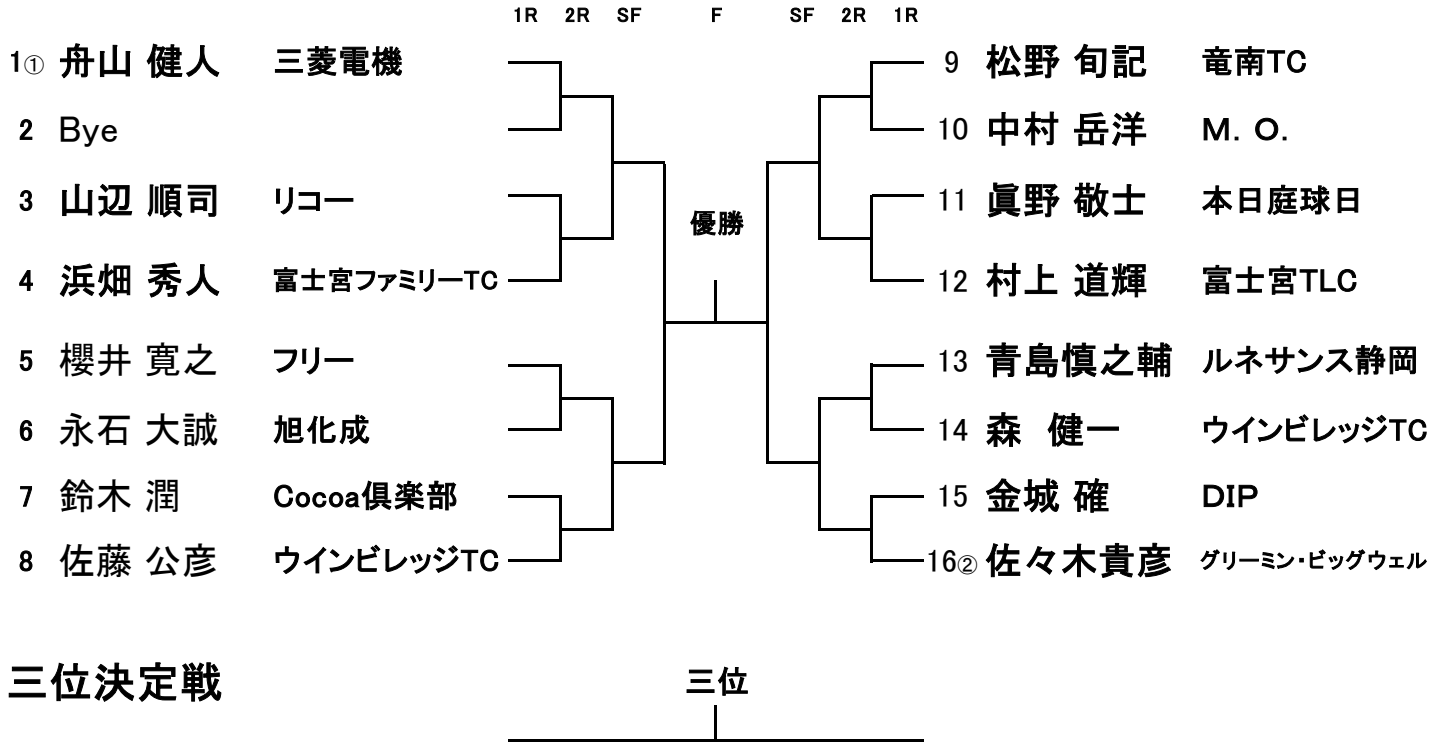 1R 2R SF F SF 2R 1R
1① 舟山 健人 三菱電機 9 松野 旬記 竜南TC
2 Bye 10 中村 岳洋 M．O．
3 山辺 順司 リコー 11 眞野 敬士 本日庭球日
優勝
4 浜畑 秀人 富士宮ファミリーTC 12 村上 道輝 富士宮TLC
5 櫻井 寛之 フリー 13 青島慎之輔 ルネサンス静岡
6 永石 大誠 旭化成 14 森 健一 ウインビレッジTC
7 鈴木 潤 Cocoa倶楽部 15 金城 確 DIP
8 佐藤 公彦 ウインビレッジTC 16② 佐々木貴彦 グリーミン・ビッグウェル
三位決定戦 三位